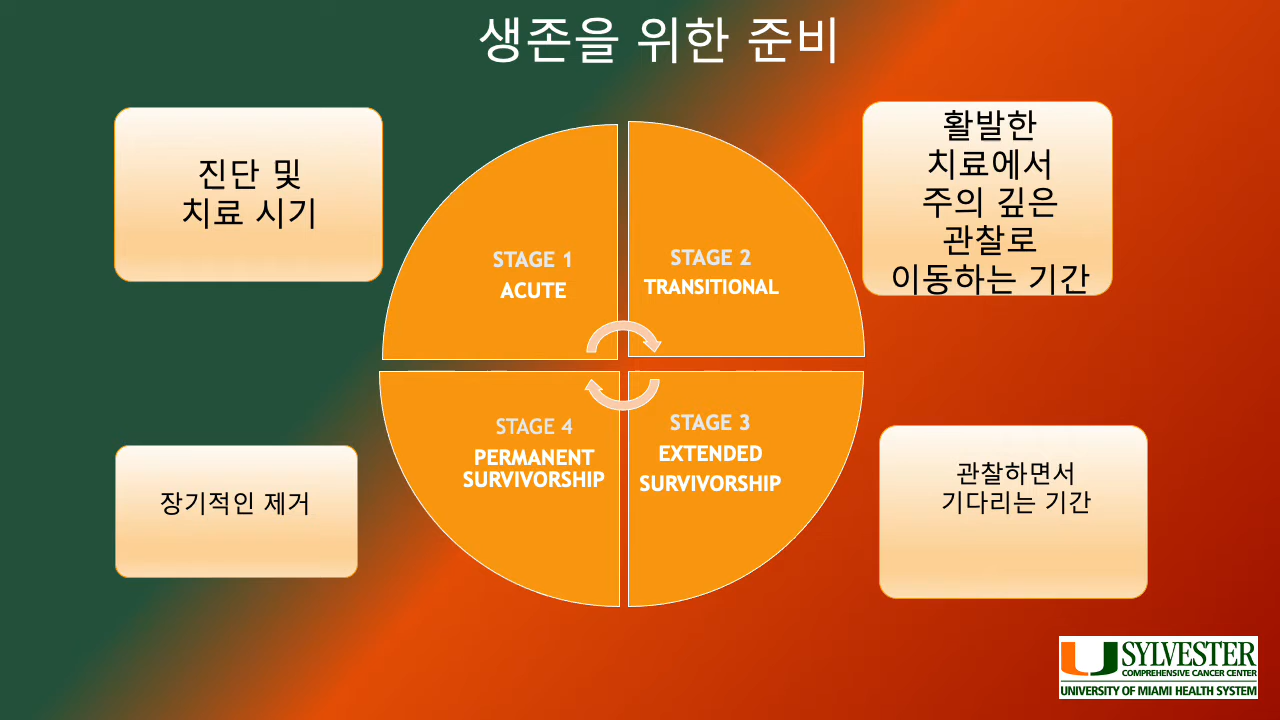 생존을 위한 준비
진단 및
치료 시기
STAGE 1
ACUTE
STAGE 2
TRANSITIONAL
활발한
치료에서
주의 깊은
관찰로
이동하는 기간
STAGE 4
PERMANENT
SURVIVORSHIP
STAGE 3
EXTENDED
SURVIVORSHIP
장기적인 제거
관찰하면서
기다리는 기간
SYLVESTER
COMPREHENSIVE CANCER CENTER
UNIVERSITY OF MIAMI HEALTH SYSTEM